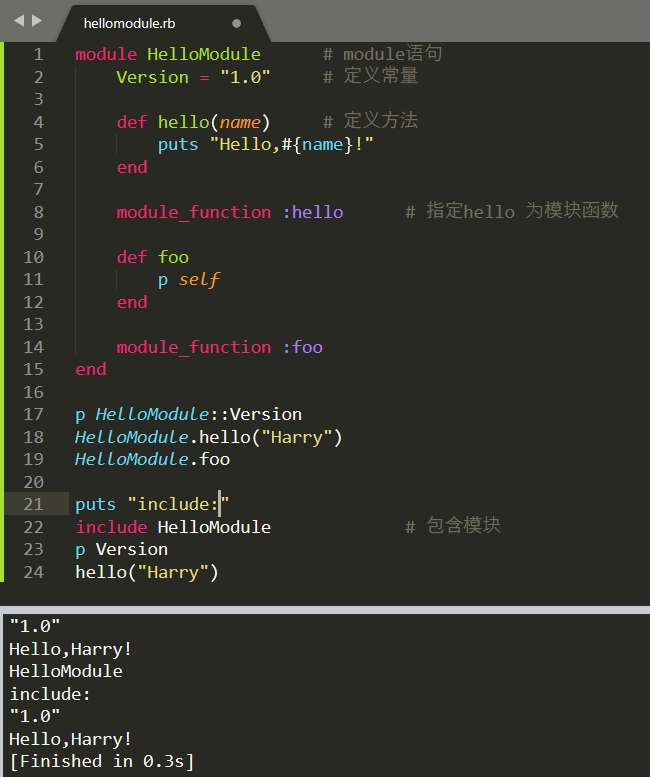 hellomodule.rb
1 module HelloModule # module语句
2 Version = "1.0" # 定义常量
3
4 def hello(name) # 定义方法
5 puts "Hello,#{name}!"
6 end
7
8 module_function :hello # 指定hello 为模块函数
9
10 def foo
11 p self
12 end
13
14 module_function :foo
15 end
16
17 p HelloModule::Version
18 HelloModule.hello("Harry")
19 HelloModule.foo
20
21 puts "include:"
22 include HelloModule # 包含模块
23 p Version
24 hello("Harry")
"1.0"
Hello,Harry!
HelloModule
include:
"1.0"
Hello,Harry!
[Finished in 0.3s]